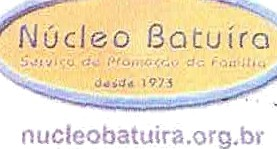 Núcleo Batuíra
Serviço de Promoção da Família
desde 1973
nucleobatuira.org.br